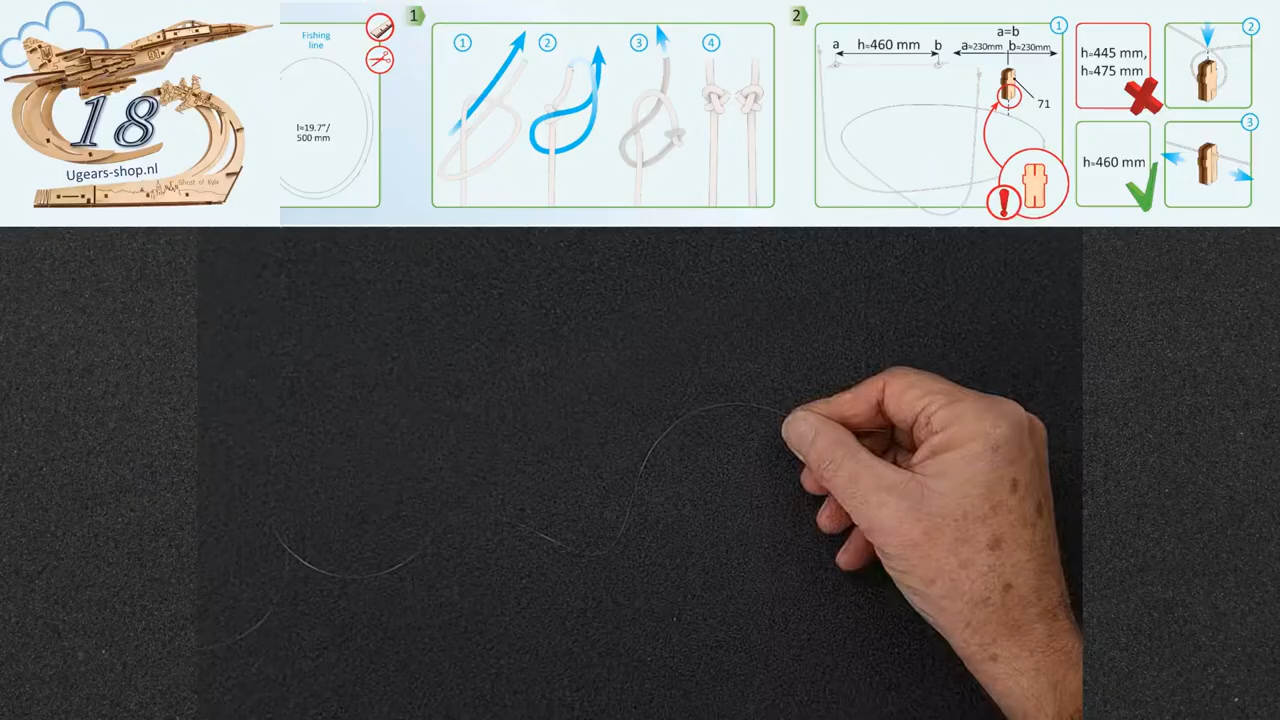 18
Ugears-shop.nl
Ghost of Kyiv
Fishing
line
l≈19.7"/
500 mm
1
1
2
3
4
2
1
a=b
a h≈460 mm b
a≈230mm b≈230mm
71
!
h≈445 mm,
h≈475 mm
h≈460 mm
2
3